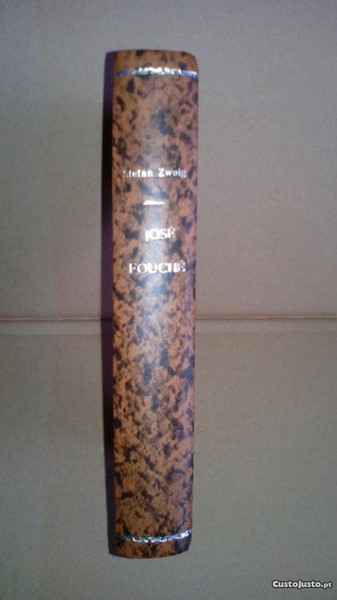 Stefan Zweig
JOSÉ
FOUCHÉ
© CustoJusto.pt